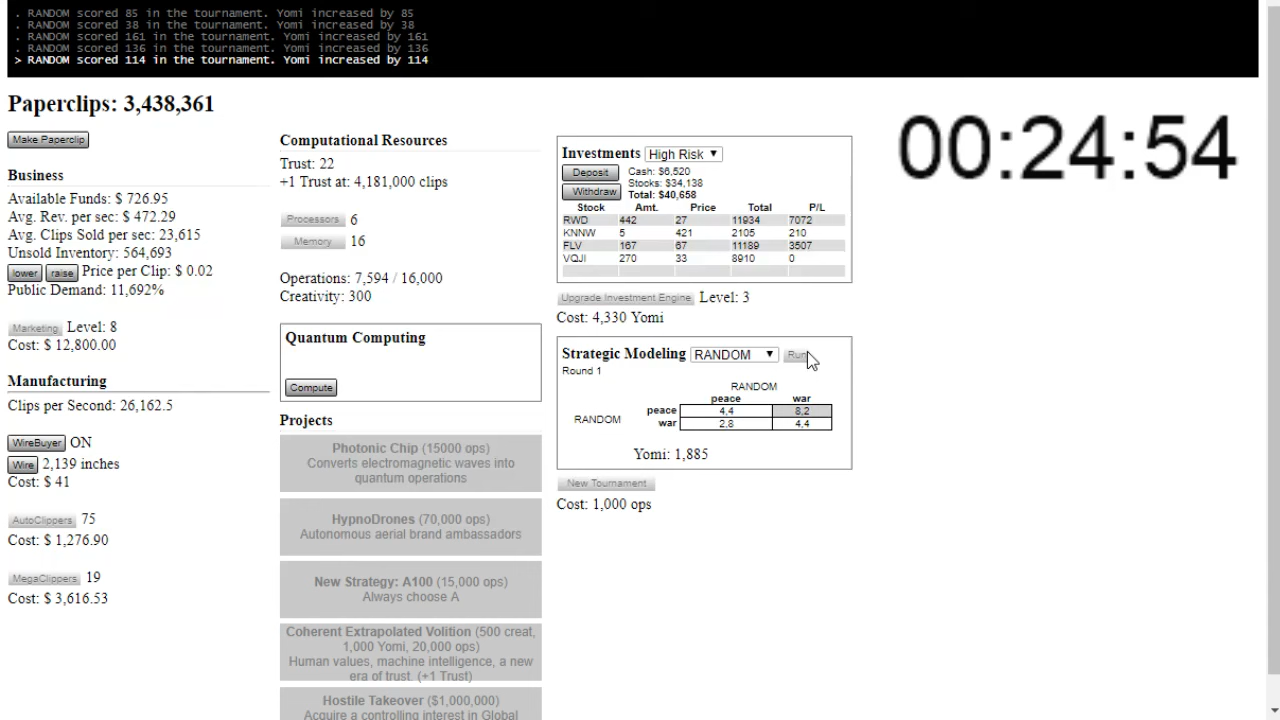 . RANDOM scored 85 in the tournament. Yomi increased by 85
. RANDOM scored 38 in the tournament. Yomi increased by 38
. RANDOM scored 161 in the tournament. Yomi increased by 161
. RANDOM scored 136 in the tournament. Yomi increased by 136
> RANDOM scored 114 in the tournament. Yomi increased by 114
Paperclips: 3,438,361
Make Paperclip
Business
Available Funds: $ 726.95
Avg. Rev. per sec: $ 472.29
Avg. Clips Sold per sec: 23,615
Unsold Inventory: 564,693
lower raise Price per Clip: $ 0.02
Public Demand: 11,692%
Marketing Level: 8
Cost: $ 12,800.00
Manufacturing
Clips per Second: 26,162.5
WireBuyer ON
Wire 2,139 inches
Cost: $ 41
AutoClippers 75
Cost: $ 1,276.90
MegaClippers 19
Cost: $ 3,616.53
Computational Resources
Trust: 22
+1 Trust at: 4,181,000 clips
Processors 6
Memory 16
Operations: 7,594 / 16,000
Creativity: 300
Quantum Computing
Compute
Projects
Photonic Chip (15000 ops)
Converts electromagnetic waves into
quantum operations
HypnoDrones (70,000 ops)
Autonomous aerial brand ambassadors
New Strategy: A100 (15,000 ops)
Always choose A
Coherent Extrapolated Volition (500 creat,
1,000 Yomi, 20,000 ops)
Human values, machine intelligence, a new
era of trust. (+1 Trust)
Hostile Takeover ($1,000,000)
Acquire a controlling interest in Global
Investments High Risk
Deposit Cash: $6,520
Stocks: $34,138
Withdraw Total: $40,658
Stock Amt. Price Total P/L
RWD 442 27 11934 7072
KNNW 5 421 2105 210
FLV 167 67 11189 3507
VQJI 270 33 8910 0
Upgrade Investment Engine Level: 3
Cost: 4,330 Yomi
Strategic Modeling RANDOM Run
Round 1
RANDOM
peace war
RANDOM peace 4,4 8,2
war 2,8 4,4
Yomi: 1,885
New Tournament
Cost: 1,000 ops
00:24:54